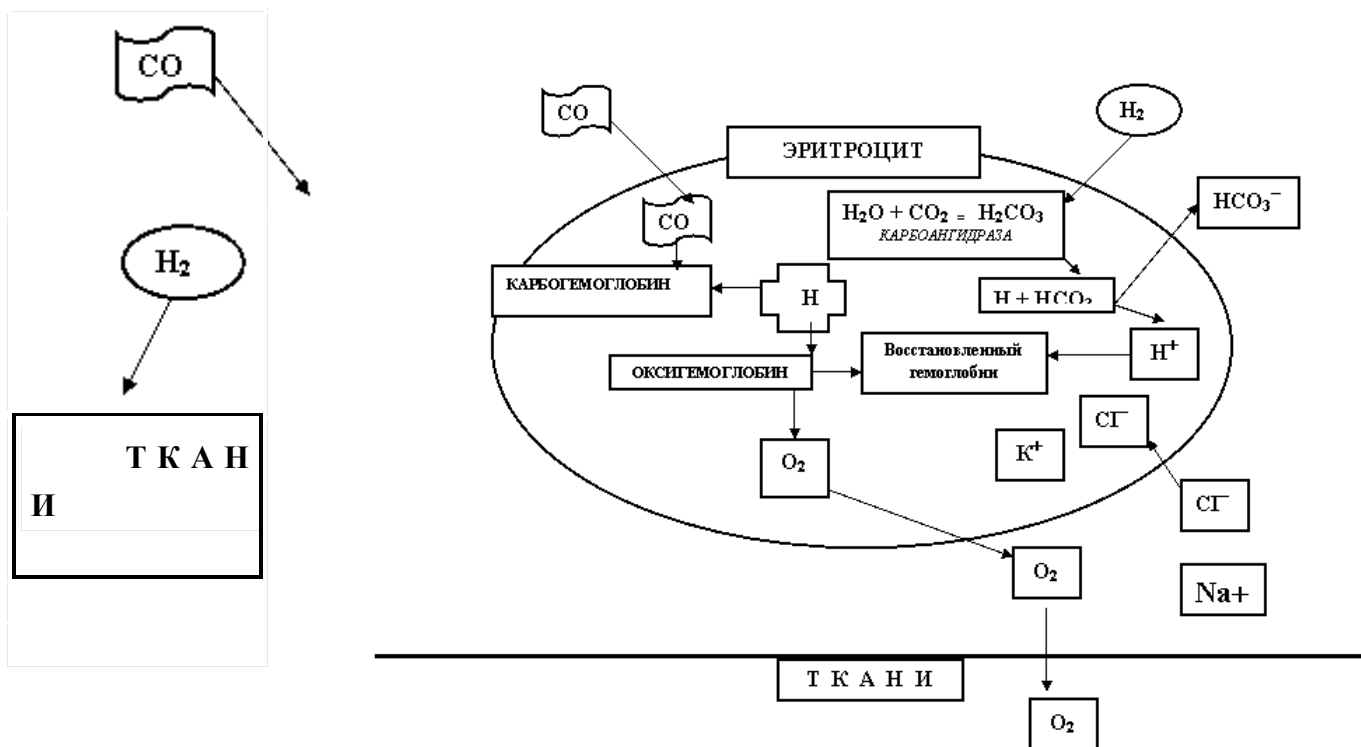 CO
H₂
Т К А Н
И
CO
H₂
ЭРИТРОЦИТ
HCO₃⁻
CO
H₂O + CO₂ = H₂CO₃
КАРБОАНГИДРАЗА
КАРБОГЕМОГЛОБИН
H
H + HCO₃
ОКСИГЕМОГЛОБИН
Восстановленный
гемоглобин
H⁺
Cl⁻
K⁺
O₂
Cl⁻
O₂
Na+
Т К А Н И
O₂